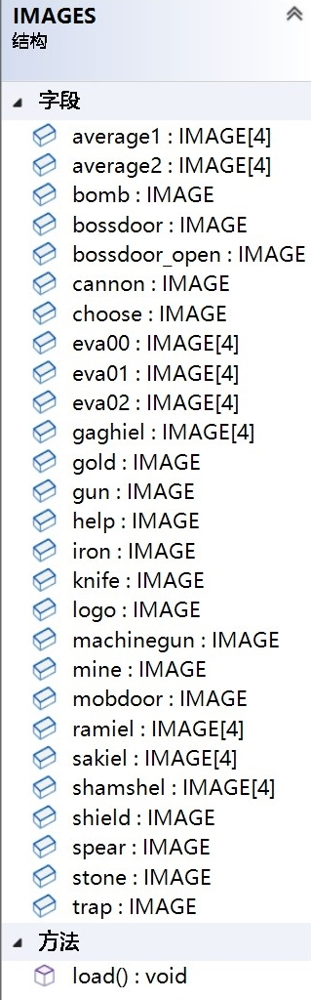 IMAGES
结构
字段
average1 : IMAGE[4]
average2 : IMAGE[4]
bomb : IMAGE
bossdoor : IMAGE
bossdoor_open : IMAGE
cannon : IMAGE
choose : IMAGE
eva00 : IMAGE[4]
eva01 : IMAGE[4]
eva02 : IMAGE[4]
gaghiel : IMAGE[4]
gold : IMAGE
gun : IMAGE
help : IMAGE
iron : IMAGE
knife : IMAGE
logo : IMAGE
machinegun : IMAGE
mine : IMAGE
mobdoor : IMAGE
ramiel : IMAGE[4]
sakiel : IMAGE[4]
shamshel : IMAGE[4]
shield : IMAGE
spear : IMAGE
stone : IMAGE
trap : IMAGE
方法
load() : void